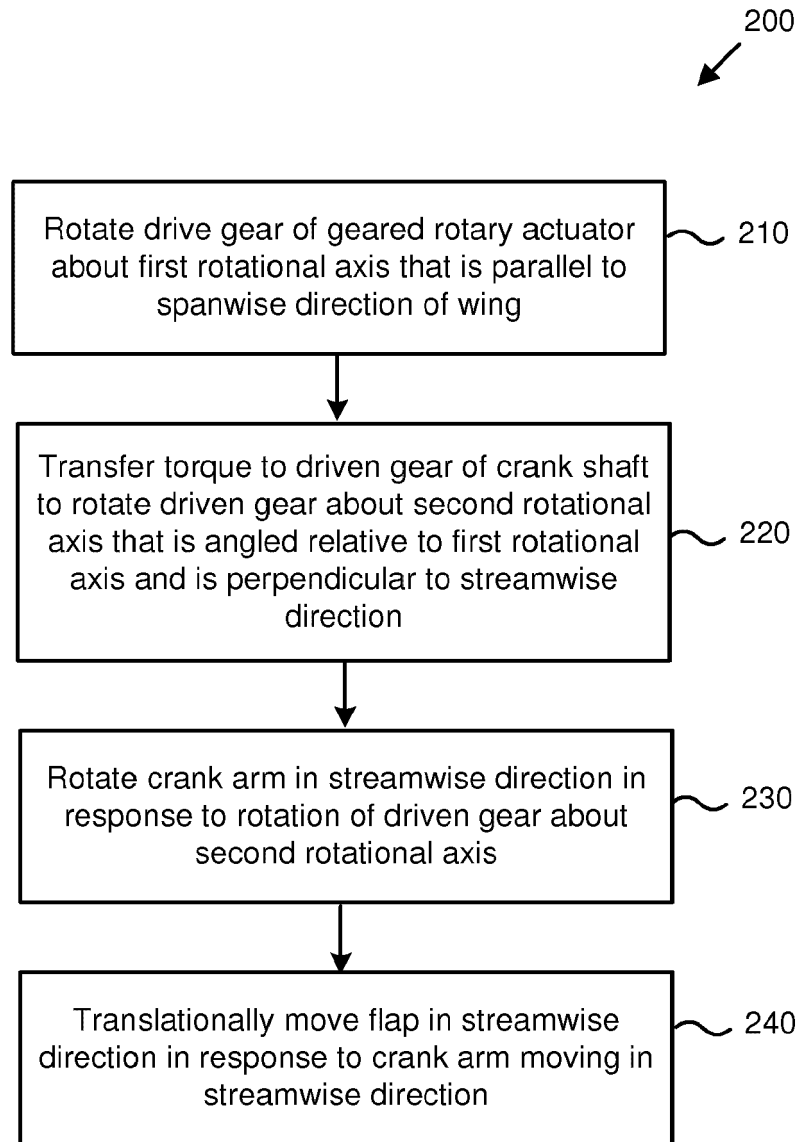 200
Rotate drive gear of geared rotary actuator
about first rotational axis that is parallel to
spanwise direction of wing
210
Transfer torque to driven gear of crank shaft
to rotate driven gear about second rotational
axis that is angled relative to first rotational
axis and is perpendicular to streamwise
direction
220
Rotate crank arm in streamwise direction in
response to rotation of driven gear about
second rotational axis
230
Translationally move flap in streamwise
direction in response to crank arm moving in
streamwise direction
240